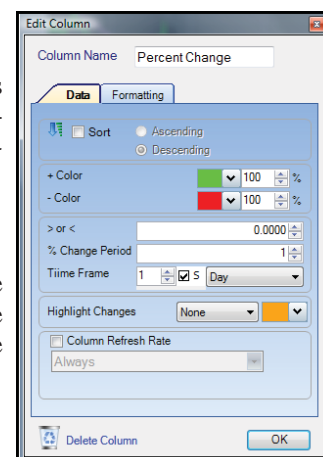 Edit Column
Column Name Percent Change
Data Formatting
Sort Ascending
Descending
+ Color 100 %
- Color 100 %
> or < 0.0000
% Change Period 1
Tiime Frame 1 S Day
Highlight Changes None
Column Refresh Rate
Always
Delete Column OK